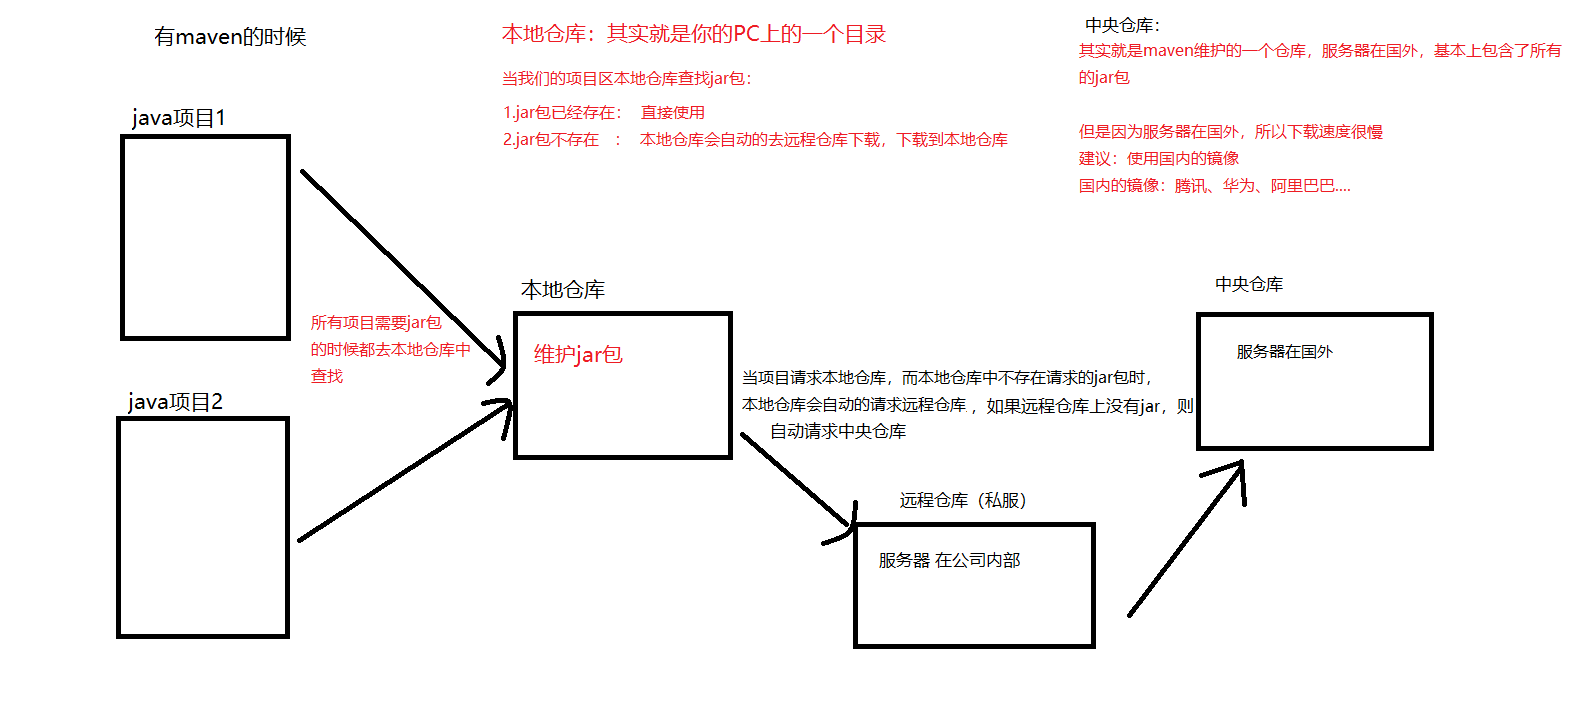 有maven的时候
本地仓库：其实就是你的PC上的一个目录
当我们的项目区本地仓库查找jar包：
1.jar包已经存在： 直接使用
2.jar包不存在 ： 本地仓库会自动的去远程仓库下载，下载到本地仓库
中央仓库：
其实就是maven维护的一个仓库，服务器在国外，基本上包含了所有
的jar包
但是因为服务器在国外，所以下载速度很慢
建议：使用国内的镜像
国内的镜像：腾讯、华为、阿里巴巴....
java项目1
所有项目需要jar包
的时候都去本地仓库中
查找
java项目2
本地仓库
维护jar包
当项目请求本地仓库，而本地仓库中不存在请求的jar包时，
本地仓库会自动的请求远程仓库 ，如果远程仓库上没有jar，则
自动请求中央仓库
远程仓库（私服）
服务器 在公司内部
中央仓库
服务器在国外